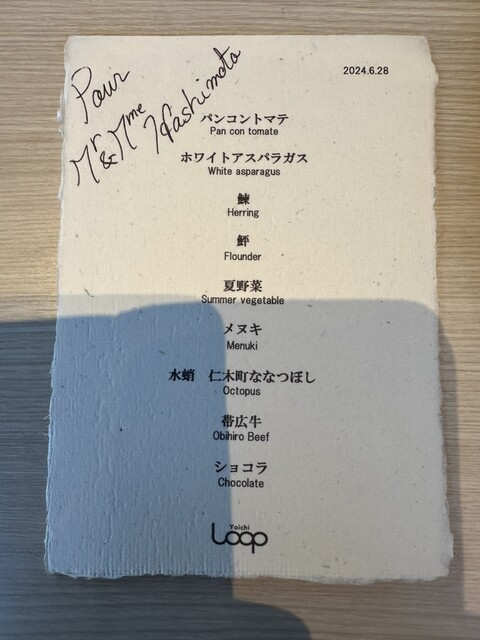 Pour
Mr & Mme Hashimoto
2024.6.28
パンコントマテ
Pan con tomate
ホワイトアスパラガス
White asparagus
鰊
Herring
鮃
Flounder
夏野菜
Summer vegetable
メヌキ
Menuki
水蛸 仁木町ななつぼし
Octopus
帯広牛
Obihiro Beef
ショコラ
Chocolate
Yoichi
Loop